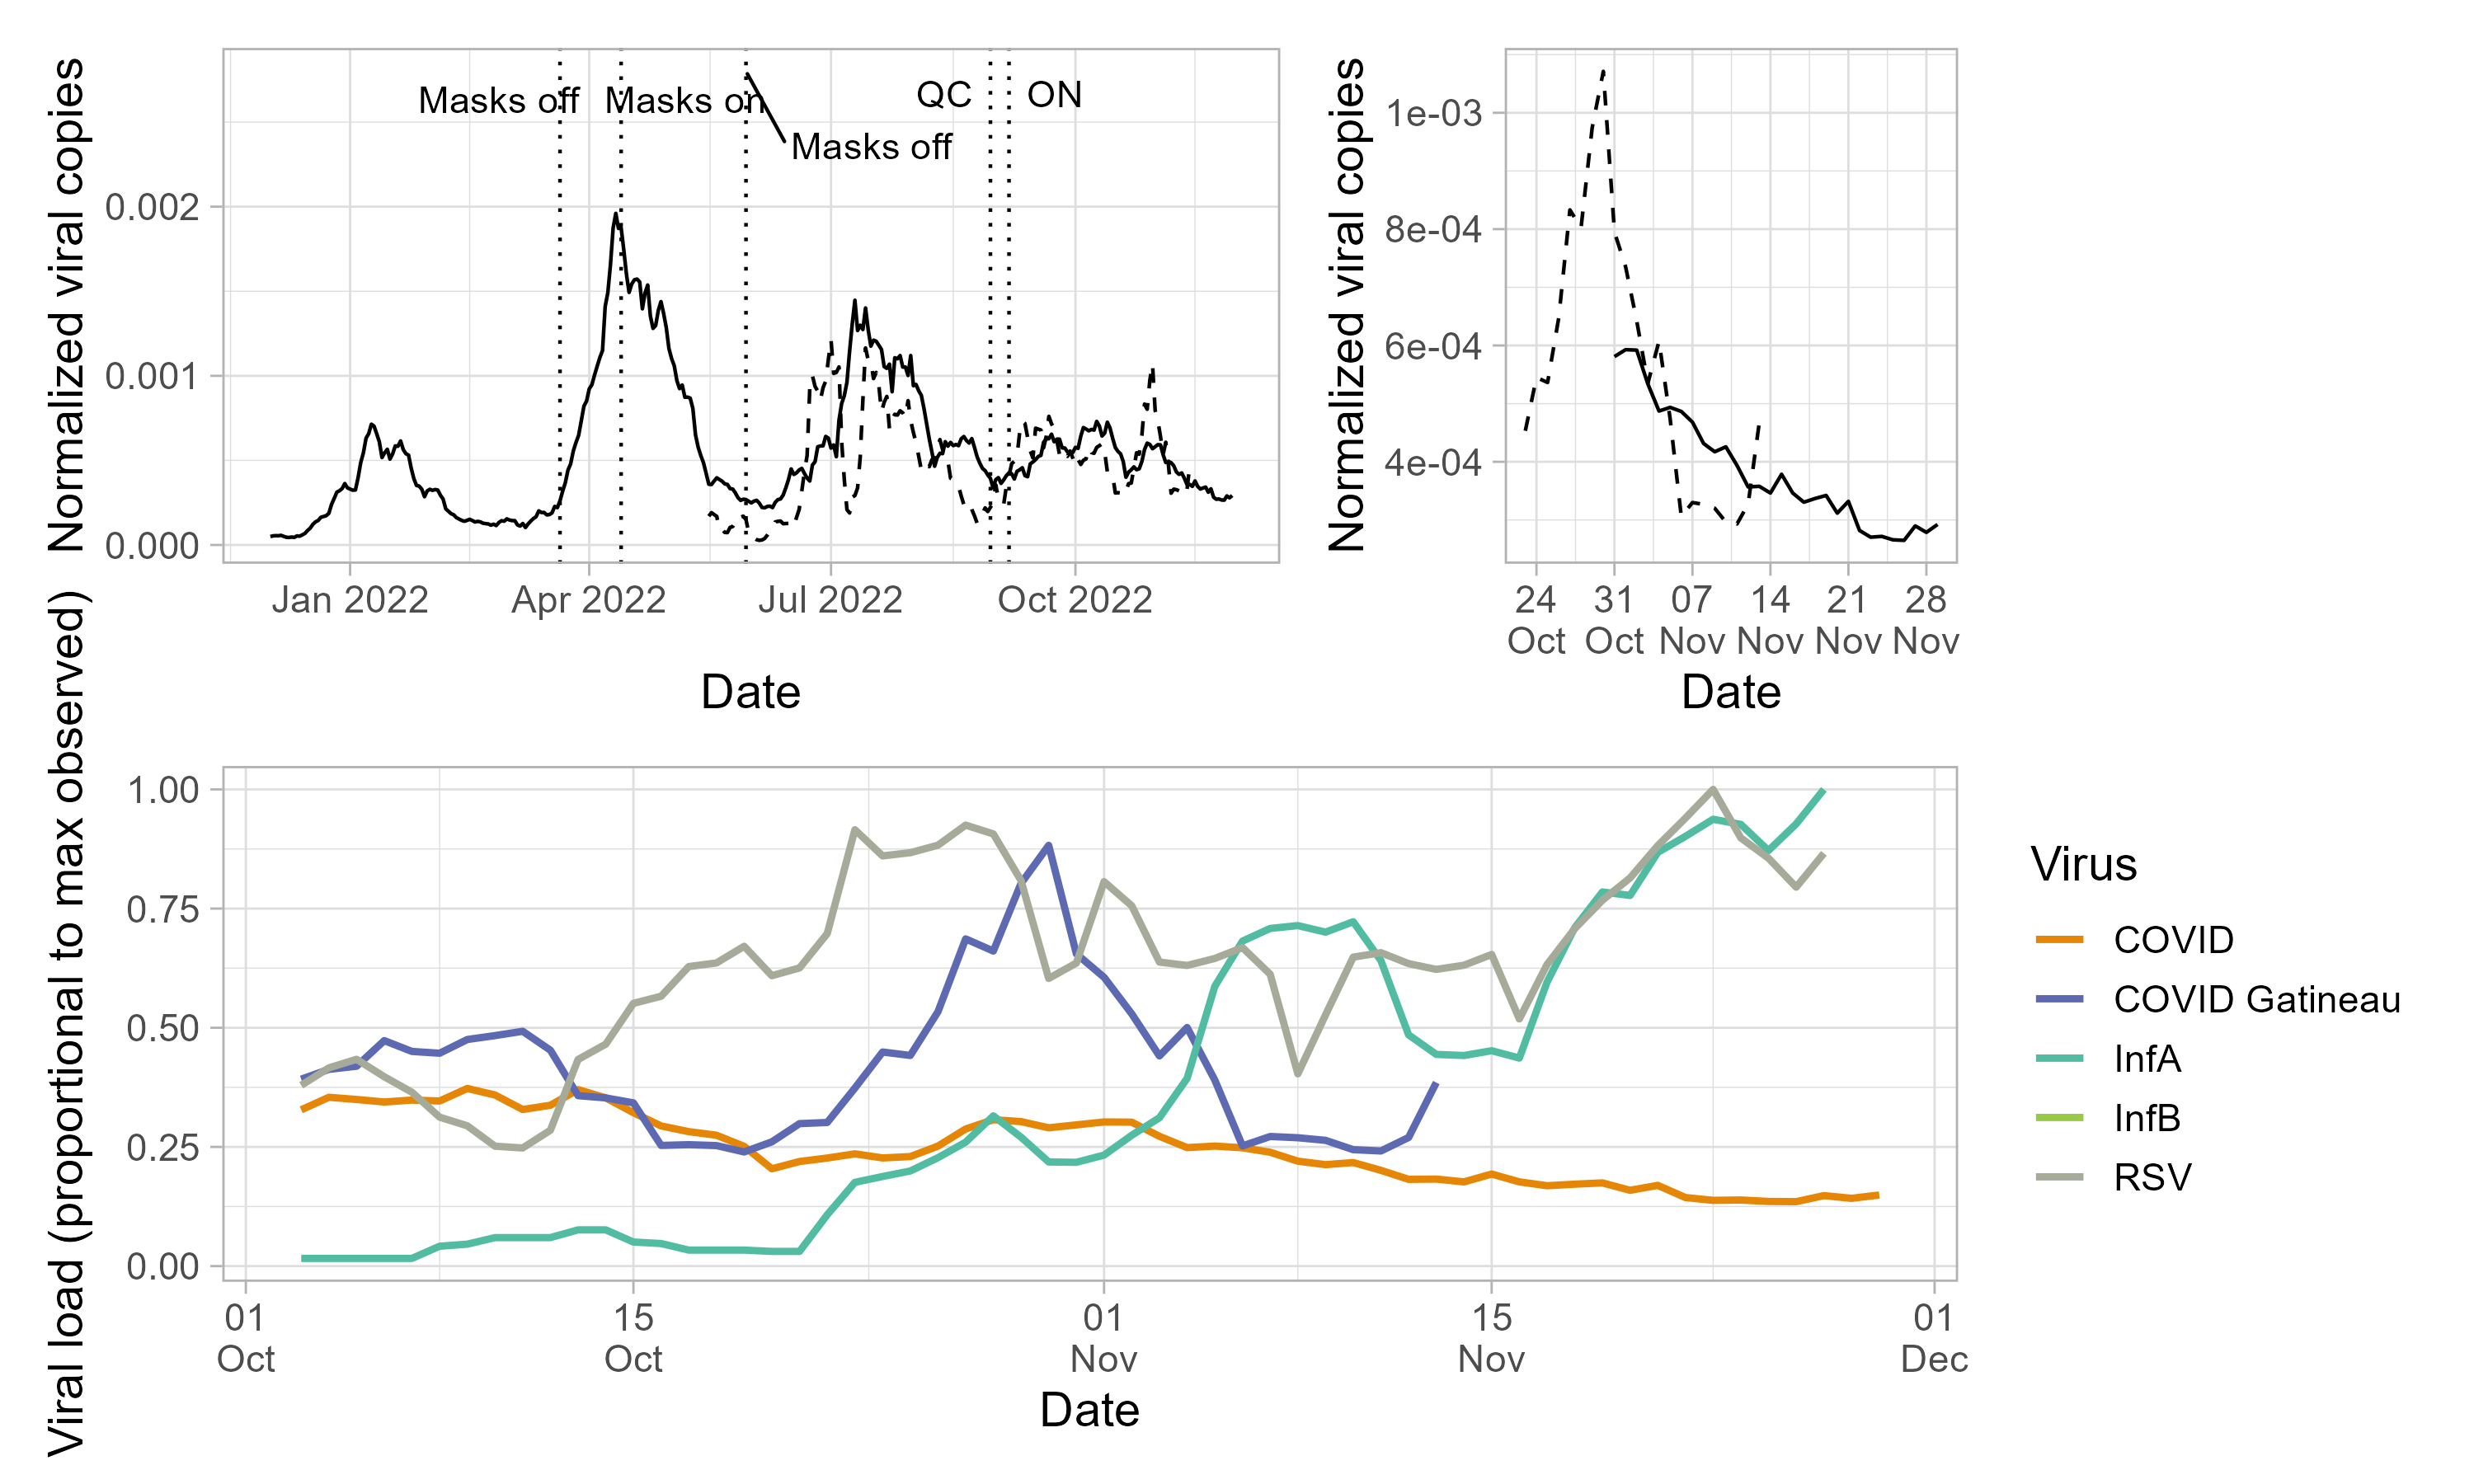 Normalized viral copies
0.002
0.001
0.000
Masks off
Masks on
Masks off
QC
ON
Jan 2022
Apr 2022
Jul 2022
Oct 2022
Date
Normalized viral copies
1e-03
8e-04
6e-04
4e-04
24
Oct
31
Oct
07
Nov
14
Nov
21
Nov
28
Nov
Date
Viral load (proportional to max observed)
1.00
0.75
0.50
0.25
0.00
01
Oct
15
Oct
01
Nov
15
Nov
01
Dec
Date
Virus
COVID
COVID Gatineau
InfA
InfB
RSV